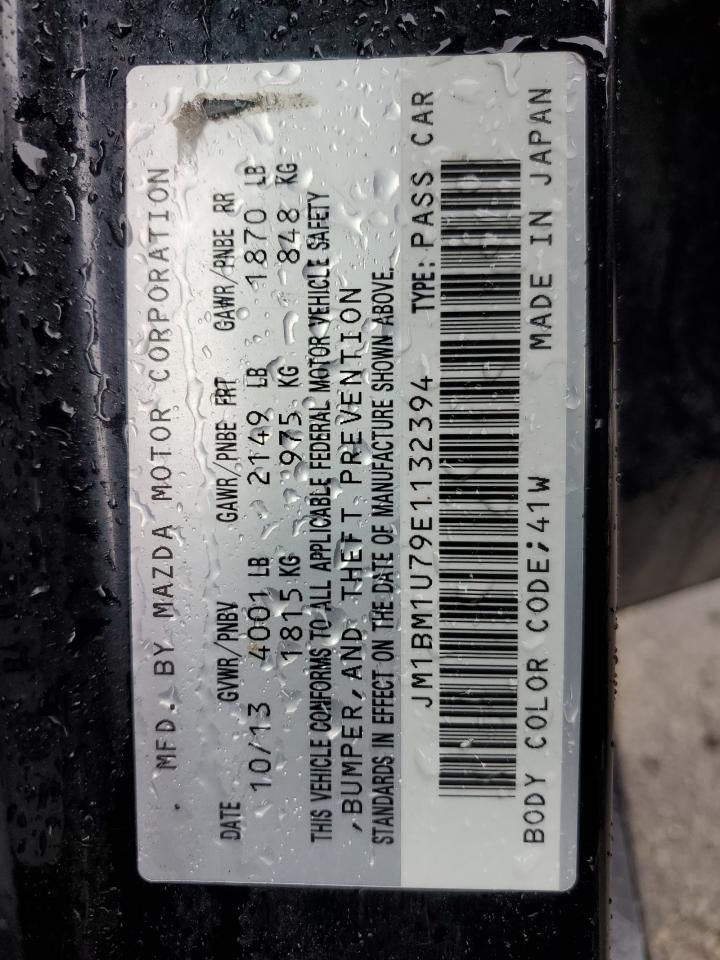 MFD. BY MAZDA MOTOR CORPORATION
DATE GVWR/PNBV GAWR/PNBE FRT GAWR/PNBE RR
10/13 4001 LB 2149 LB 1870 LB
1815 KG 975 KG 848 KG
THIS VEHICLE CONFORMS TO ALL APPLICABLE FEDERAL MOTOR VEHICLE SAFETY
,BUMPER,AND THEFT PREVENTION
STANDARDS IN EFFECT ON THE DATE OF MANUFACTURE SHOWN ABOVE.
JM1BM1U79E1132394 TYPE: PASS CAR
BODY COLOR CODE;41W MADE IN JAPAN